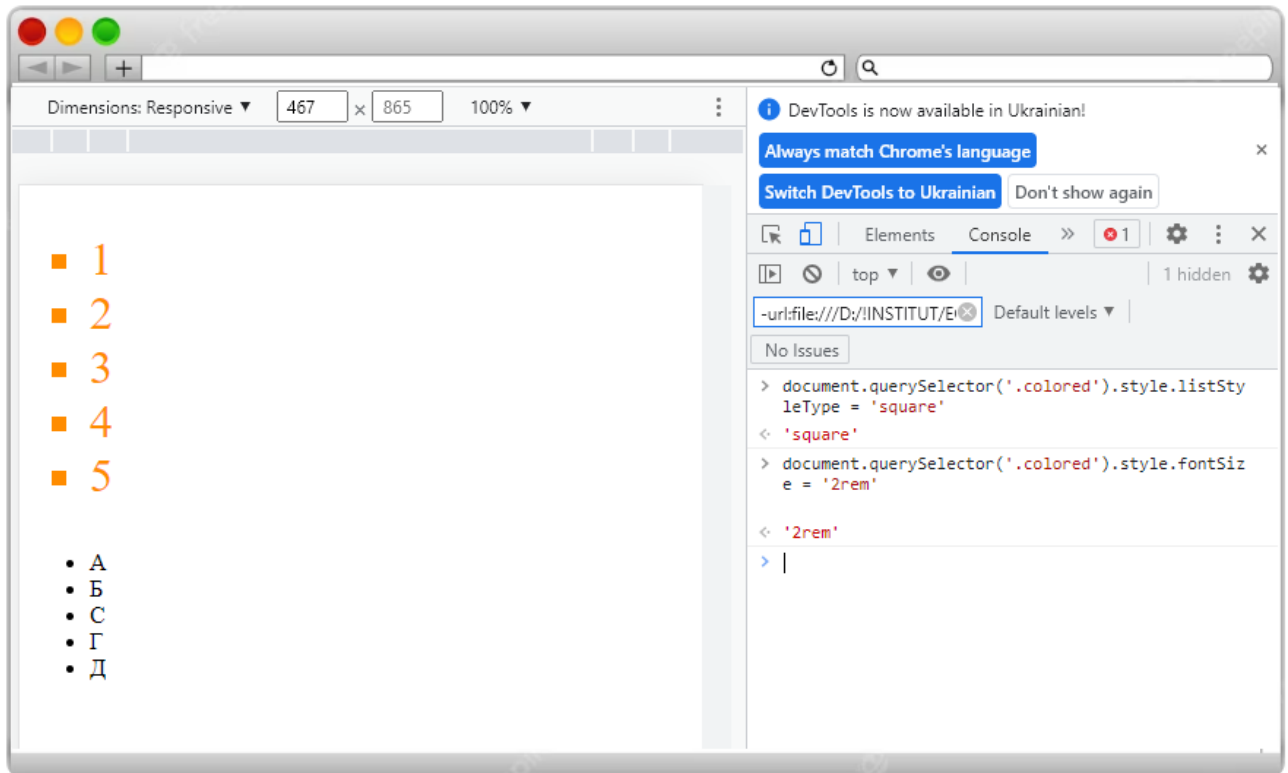 Dimensions: Responsive ▼ 467 × 865 100% ▼
1
2
3
4
5
А
Б
С
Г
Д
DevTools is now available in Ukrainian!
Always match Chrome's language
Switch DevTools to Ukrainian Don't show again
Elements Console 1
top ▼ 1 hidden
-url:file:///D:/!INSTITUT/E Default levels ▼
No Issues
> document.querySelector('.colored').style.listSty
leType = 'square'
<· 'square'
> document.querySelector('.colored').style.fontSiz
e = '2rem'
<· '2rem'
>